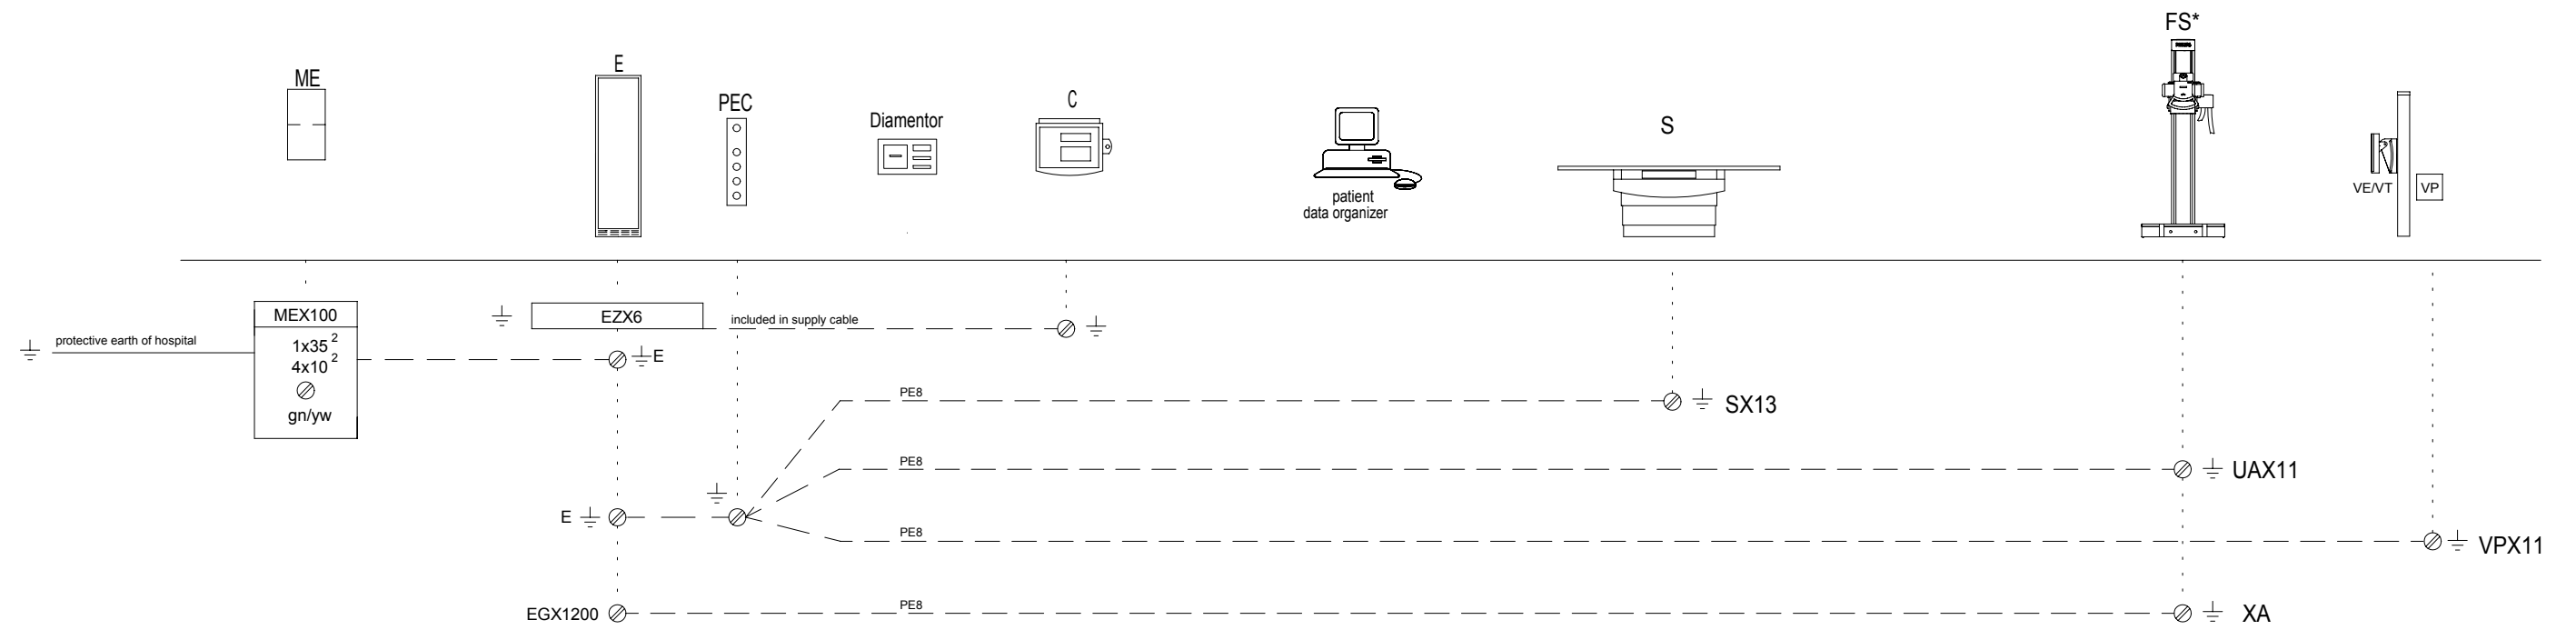 FS*
E
ME
PEC
C
Diamentor
S
VE/VT
VP
patient
data organizer
MEX100
EZX6
included in supply cable
protective earth of hospital
1x35 2
E
4x10 2
gn/yw
PE8
SX13
PE8
UAX11
E
PE8
VPX11
EGX1200
PE8
XA